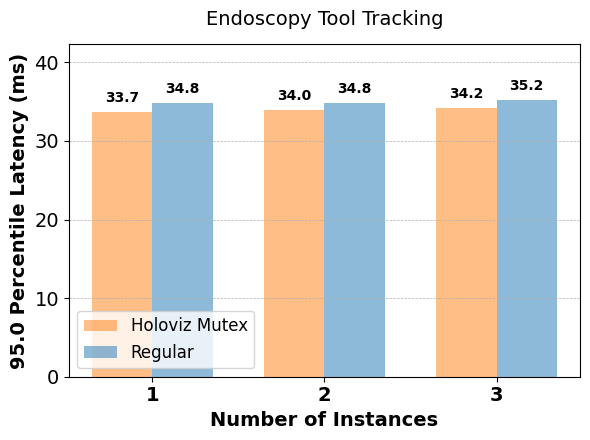 Endoscopy Tool Tracking
95.0 Percentile Latency (ms)
40
30
20
10
0
33.7
34.8
34.0
34.8
34.2
35.2
Holoviz Mutex
Regular
1
2
3
Number of Instances